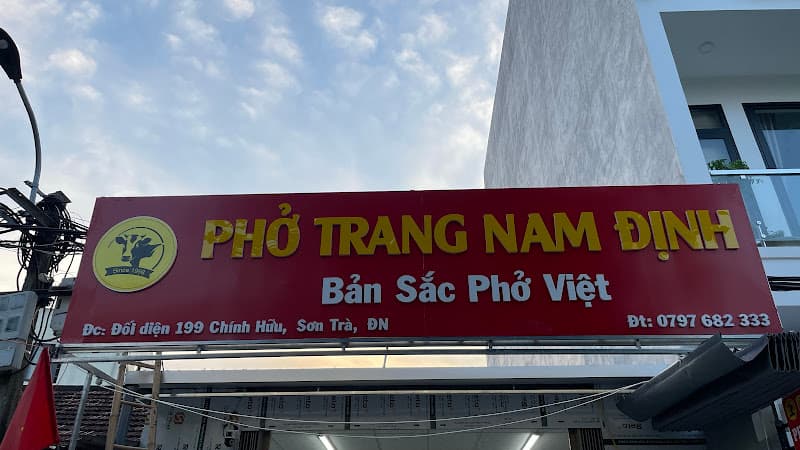 PHỞ TRANG NAM ĐỊNH
Bản Sắc Phở Việt
Đc: Đối diện 199 Chính Hữu, Sơn Trà, ĐN
Đt: 0797 682 333